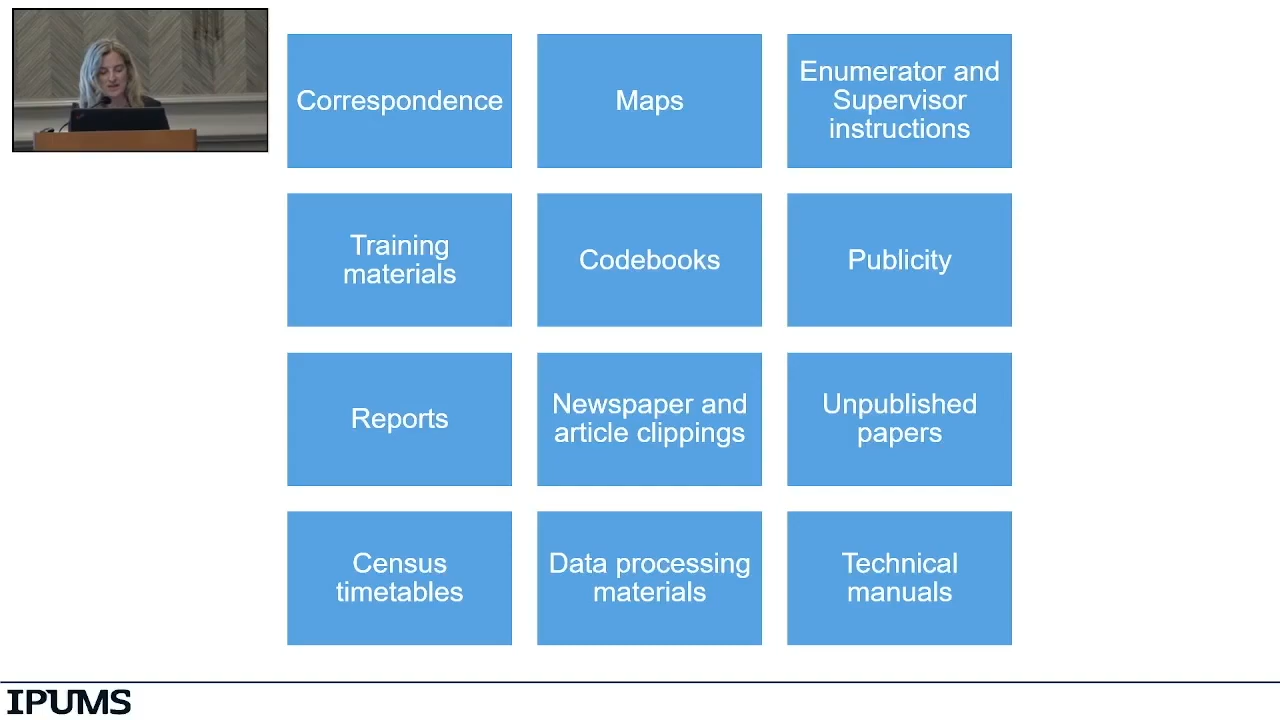 Correspondence
Maps
Enumerator and
Supervisor
instructions
Training
materials
Codebooks
Publicity
Reports
Newspaper and
article clippings
Unpublished
papers
Census
timetables
Data processing
materials
Technical
manuals
IPUMS